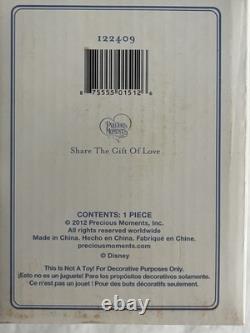 122409
8 75555 01512 6
PRECIOUS
MOMENTS
Share The Gift Of Love
CONTENTS: 1 PIECE
© 2012 Precious Moments, Inc.
All rights reserved worldwide
Made in China. Hecho en China. Fabriqué en Chine.
preciousmoments.com
© Disney
This Is Not A Toy! For Decorative Purposes Only.
¡Esto no es un juguete! Para propósitos decorativos solamente.
Ce n'est pas un jouet ! Pour des buts décoratifs seulement.